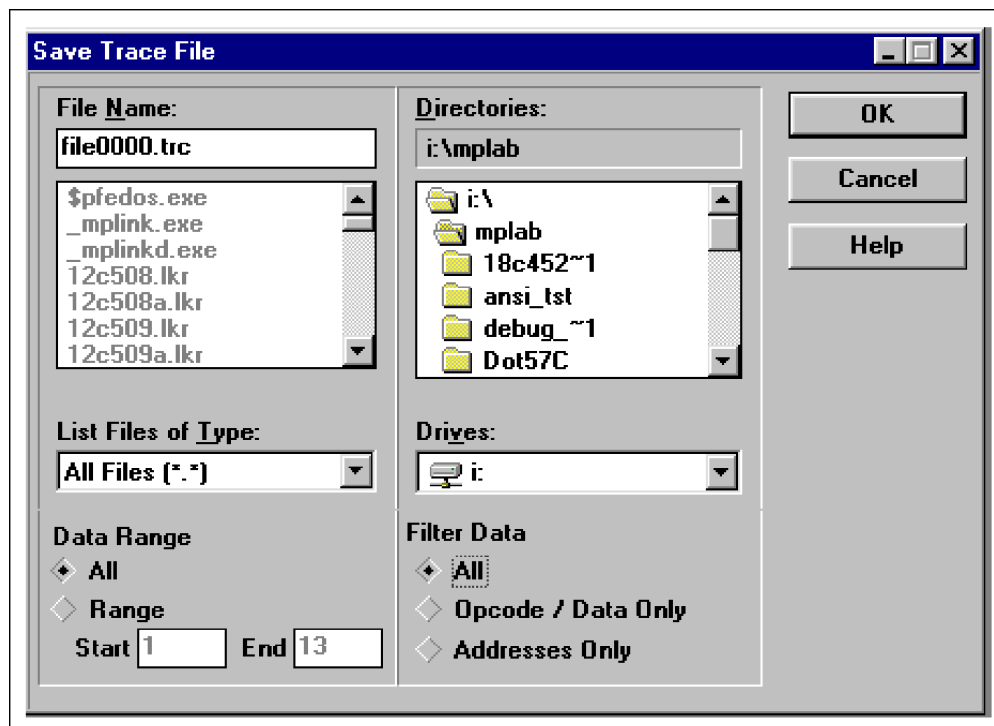 Save Trace File
File Name:
file0000.trc
$pfedos.exe
_mplink.exe
_mplinkd.exe
12c508.lkr
12c508a.lkr
12c509.lkr
12c509a.lkr
List Files of Type:
All Files (*.*)
Directories:
i:\mplab
i:\
mplab
18c452~1
ansi_tst
debug_~1
Dot57C
Drives:
i:
OK
Cancel
Help
Data Range
All
Range
Start 1 End 13
Filter Data
All
Opcode / Data Only
Addresses Only